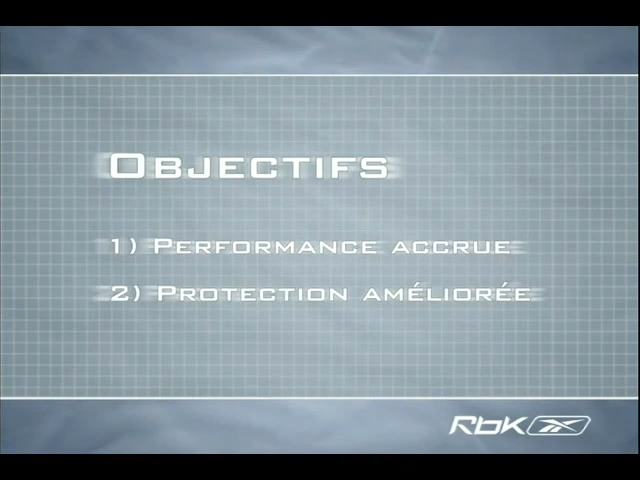 OBJECTIFS
1) PERFORMANCE ACCRUE
2) PROTECTION AMÉLIORÉE
RbK